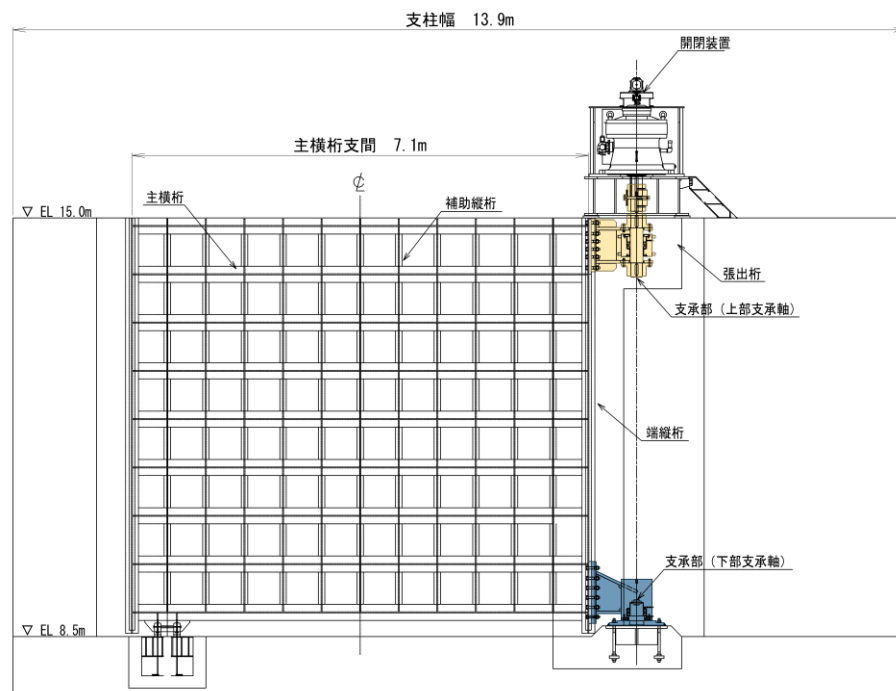 支柱幅 13.9m
開閉装置
主横桁支間 7.1m
℄
主横桁
補助縦桁
▽ EL 15.0m
張出桁
支承部（上部支承軸）
端縦桁
支承部（下部支承軸）
▽ EL 8.5m